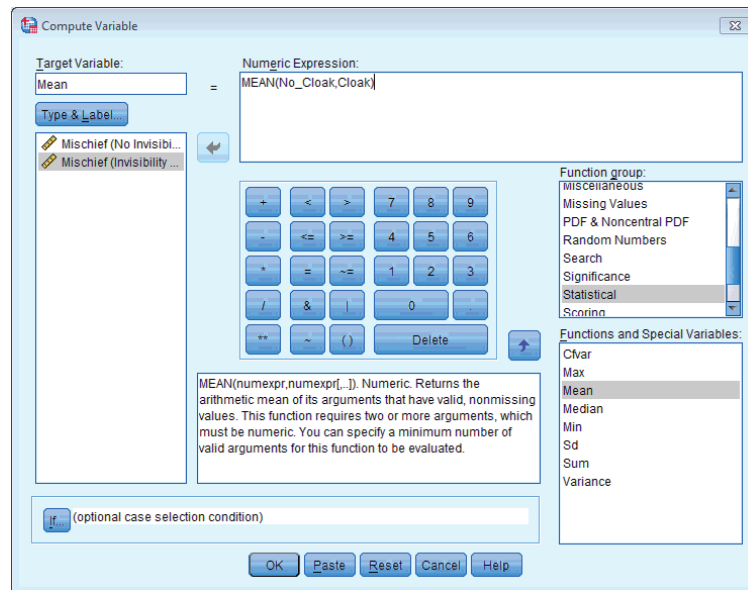 Compute Variable
Target Variable:
Mean
Type & Label...
=
Numeric Expression:
MEAN(No_Cloak,Cloak)
Mischief (No Invisibi...
Mischief (Invisibility ...
+ < > 7 8 9
- <= >= 4 5 6
* = ~= 1 2 3
/ & | 0 .
** ~ ( ) Delete
Function group:
Miscellaneous
Missing Values
PDF & Noncentral PDF
Random Numbers
Search
Significance
Statistical
Scoring
Functions and Special Variables:
Cfvar
Max
Mean
Median
Min
Sd
Sum
Variance
MEAN(numexpr,numexpr[,..]). Numeric. Returns the
arithmetic mean of its arguments that have valid, nonmissing
values. This function requires two or more arguments, which
must be numeric. You can specify a minimum number of
valid arguments for this function to be evaluated.
If... (optional case selection condition)
OK Paste Reset Cancel Help